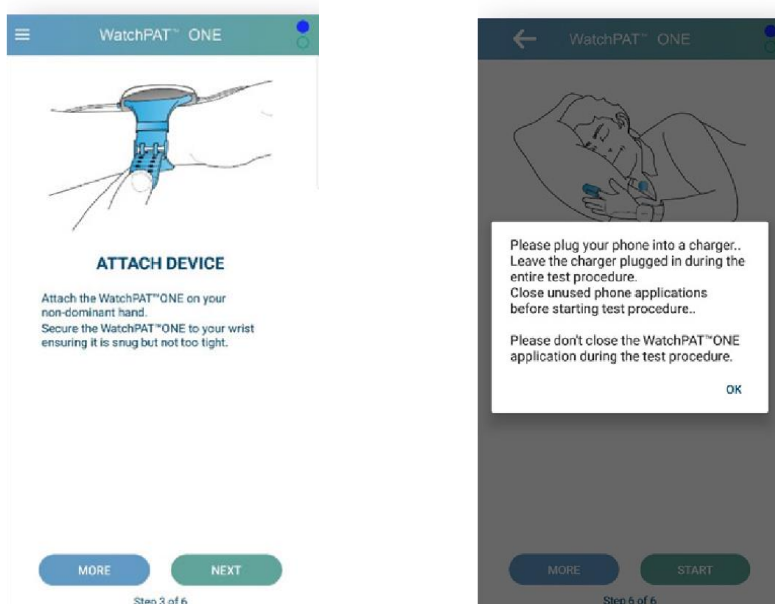 WatchPAT™ ONE
ATTACH DEVICE
Attach the WatchPAT™ONE on your
non-dominant hand.
Secure the WatchPAT™ONE to your wrist
ensuring it is snug but not too tight.
MORE
NEXT
Step 3 of 6
WatchPAT™ ONE
Please plug your phone into a charger..
Leave the charger plugged in during the
entire test procedure.
Close unused phone applications
before starting test procedure..
Please don't close the WatchPAT™ONE
application during the test procedure.
OK
MORE
START
Step 6 of 6